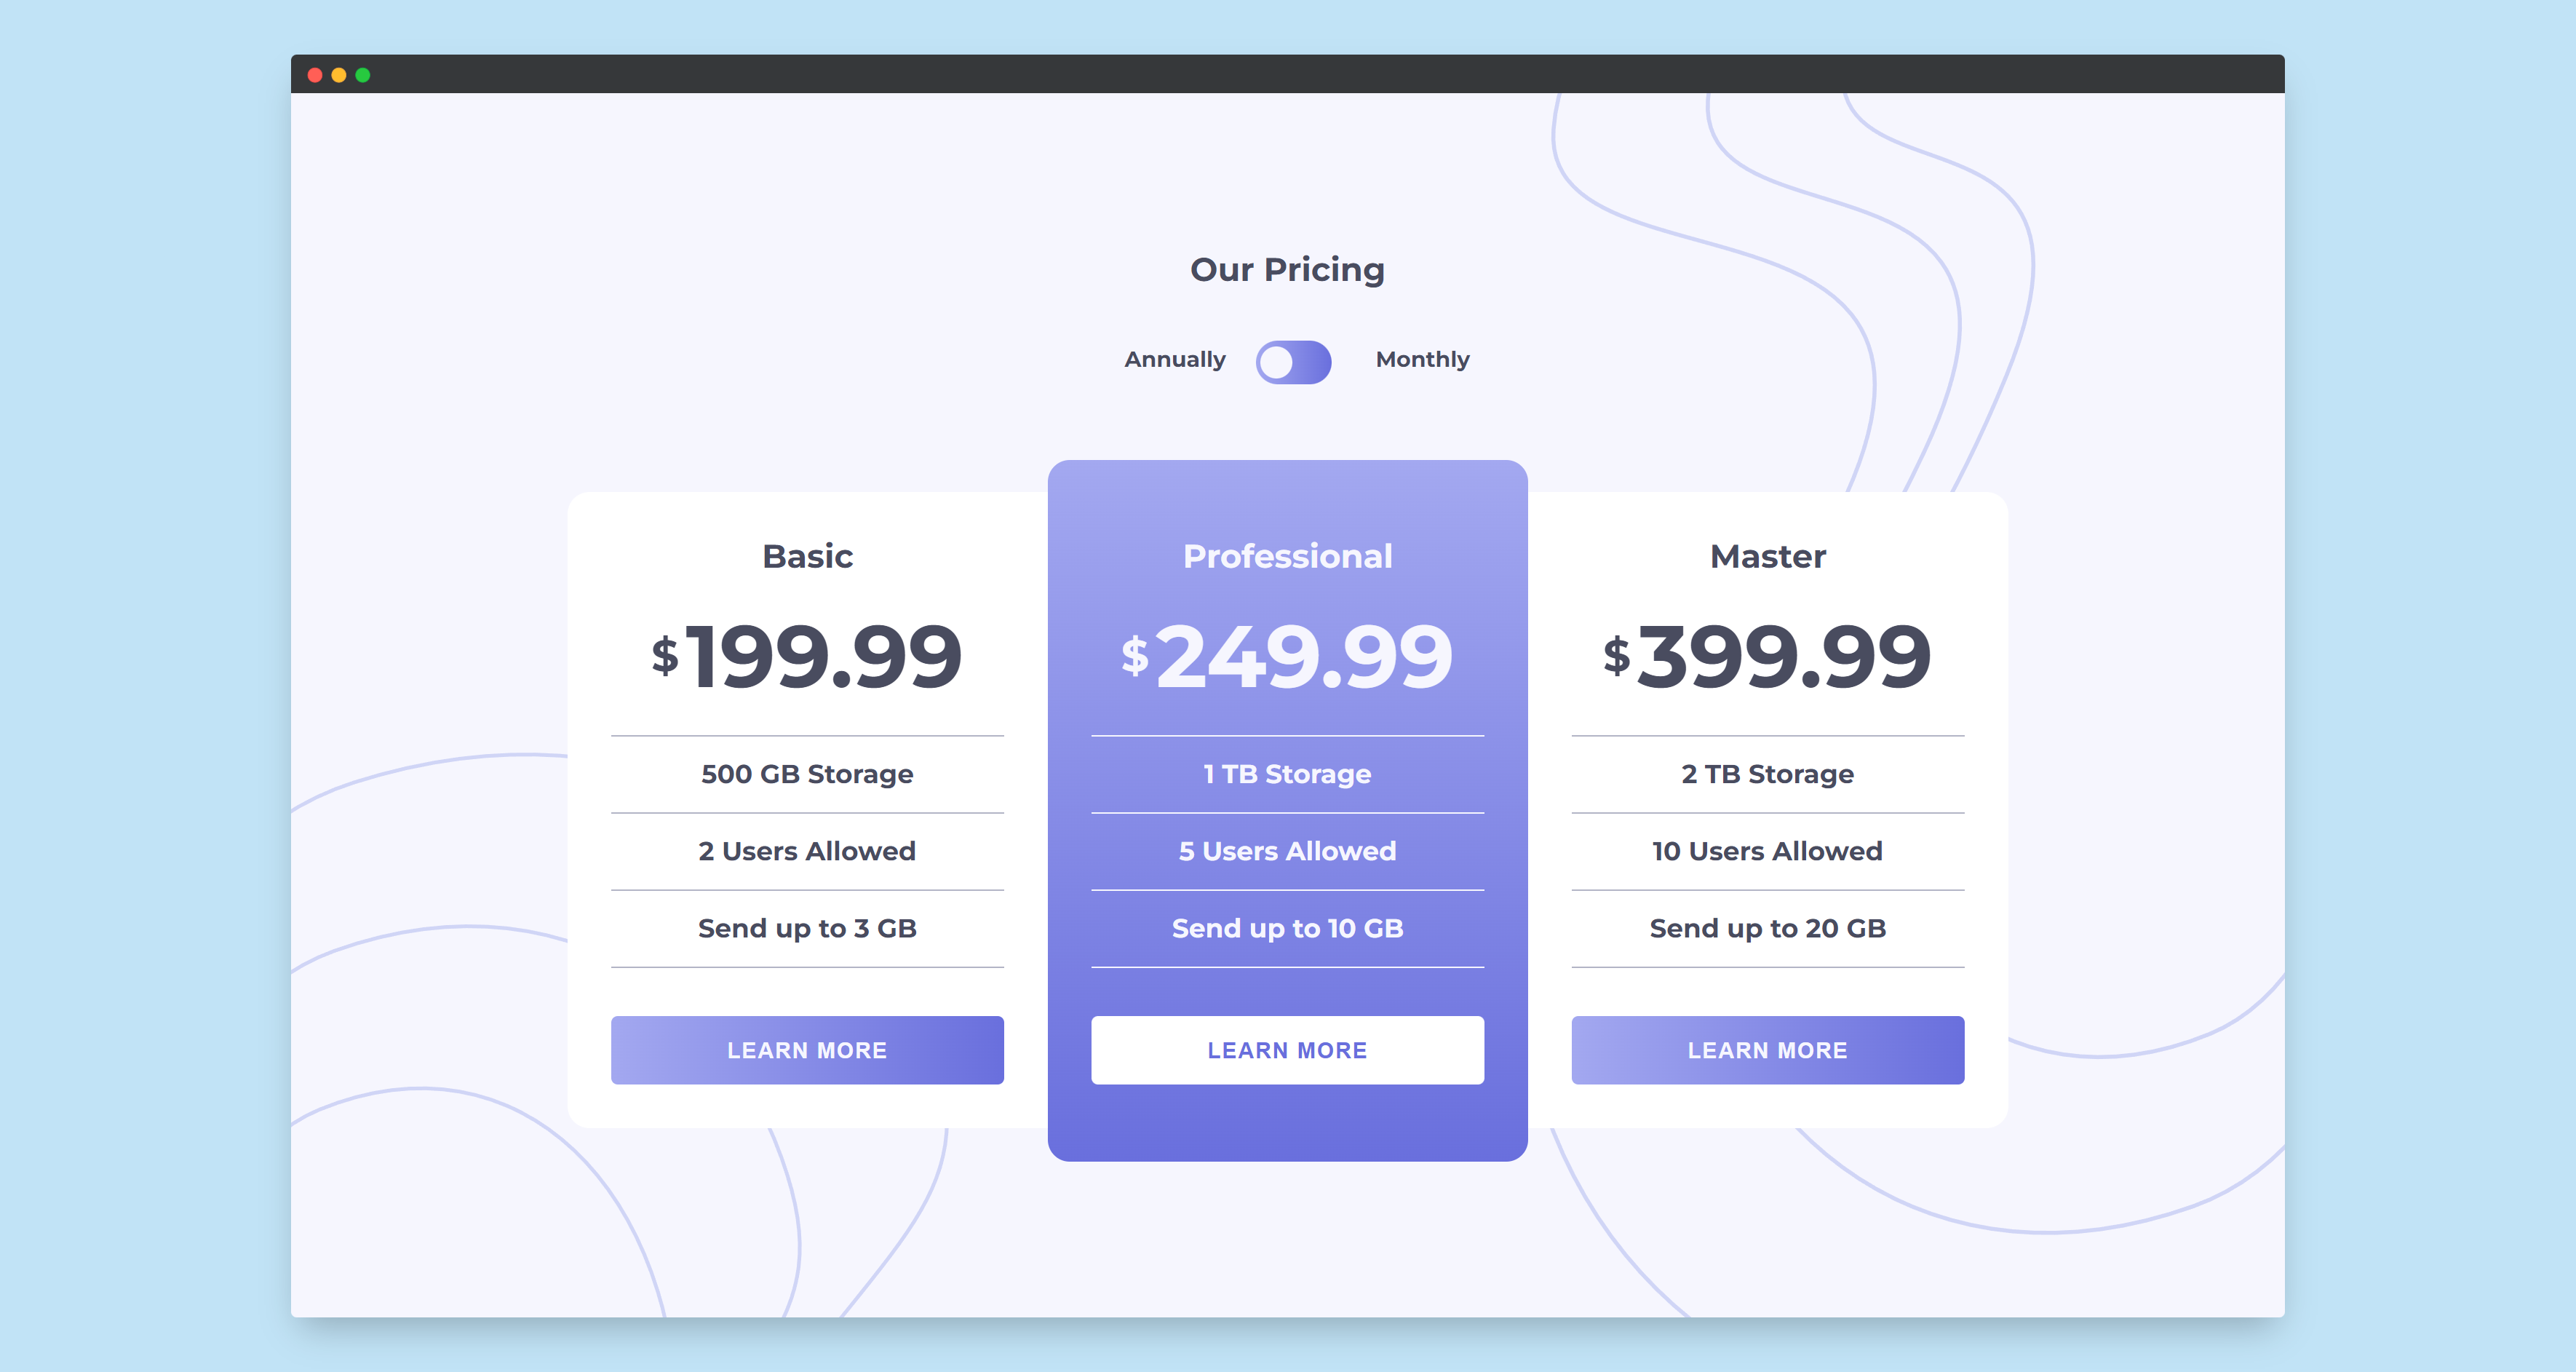 Our Pricing
Annually Monthly
Basic
$199.99
500 GB Storage
2 Users Allowed
Send up to 3 GB
LEARN MORE
Professional
$249.99
1 TB Storage
5 Users Allowed
Send up to 10 GB
LEARN MORE
Master
$399.99
2 TB Storage
10 Users Allowed
Send up to 20 GB
LEARN MORE